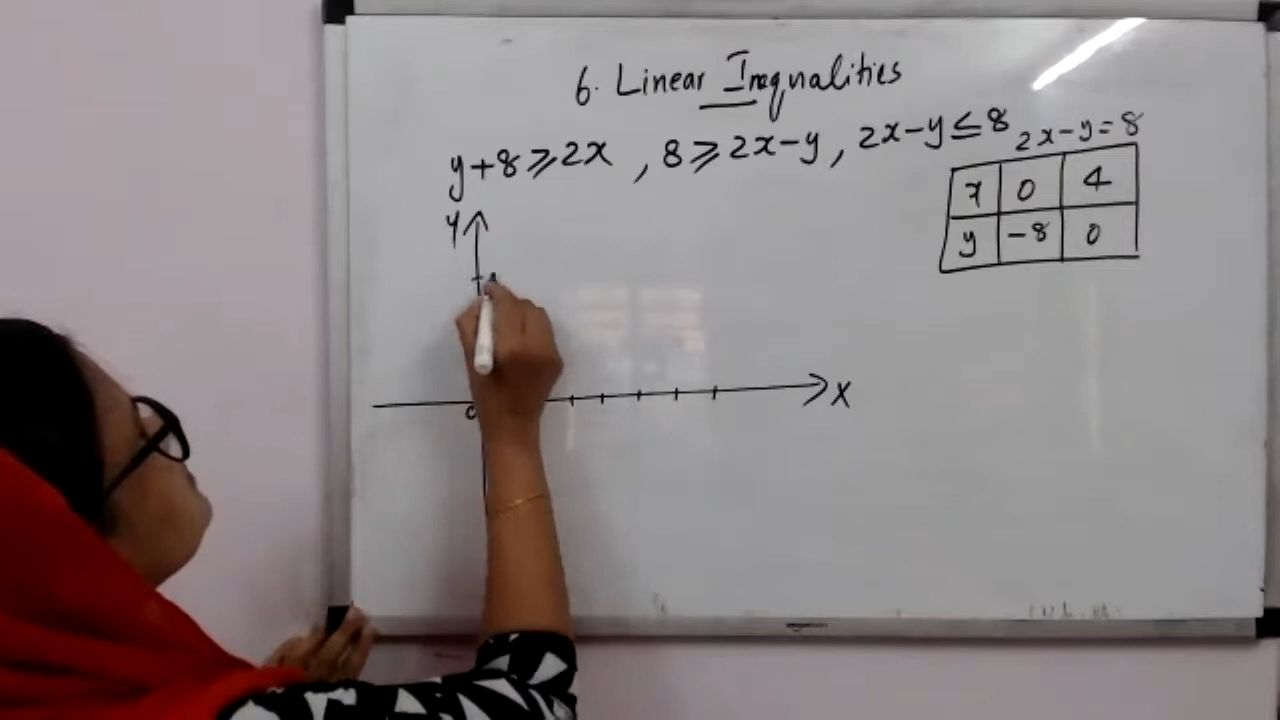 6. Linear Inequalities
y+8⩾2x , 8⩾2x-y, 2x-y≤8
2x-y=8
x 0 4
y -8 0
Y
X